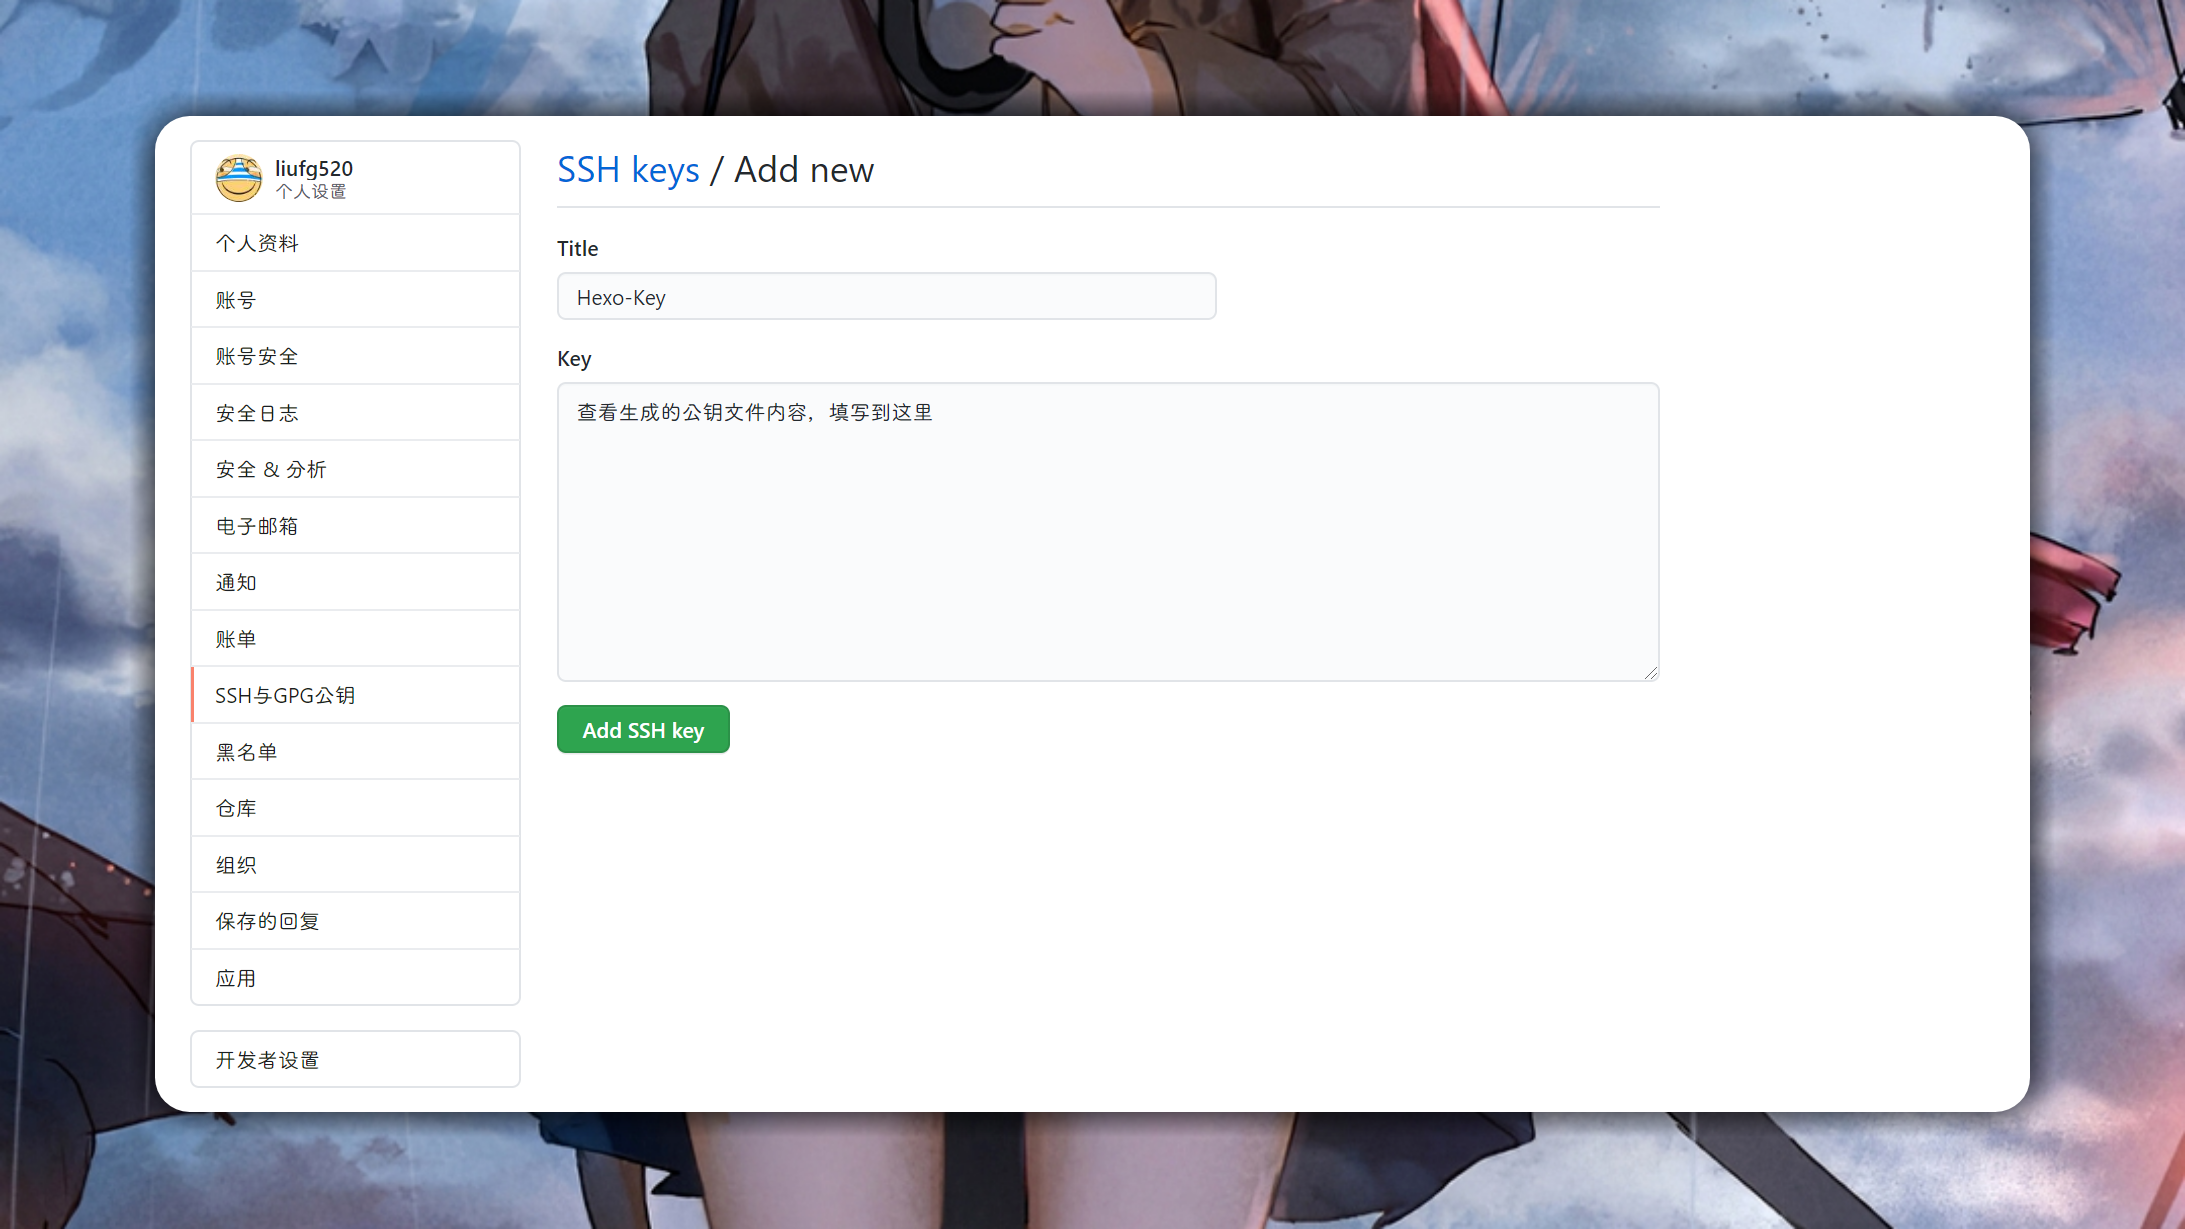 liufg520
个人设置
个人资料
账号
账号安全
安全日志
安全 & 分析
电子邮箱
通知
账单
SSH与GPG公钥
黑名单
仓库
组织
保存的回复
应用
开发者设置
SSH keys / Add new
Title
Hexo-Key
Key
查看生成的公钥文件内容，填写到这里
Add SSH key